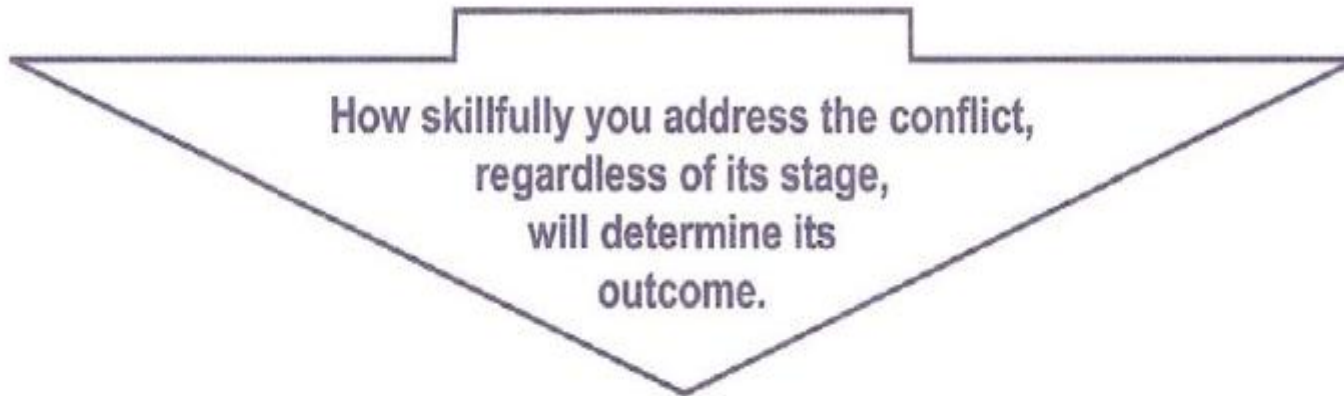 How skillfully you address the conflict,
regardless of its stage,
will determine its
outcome.